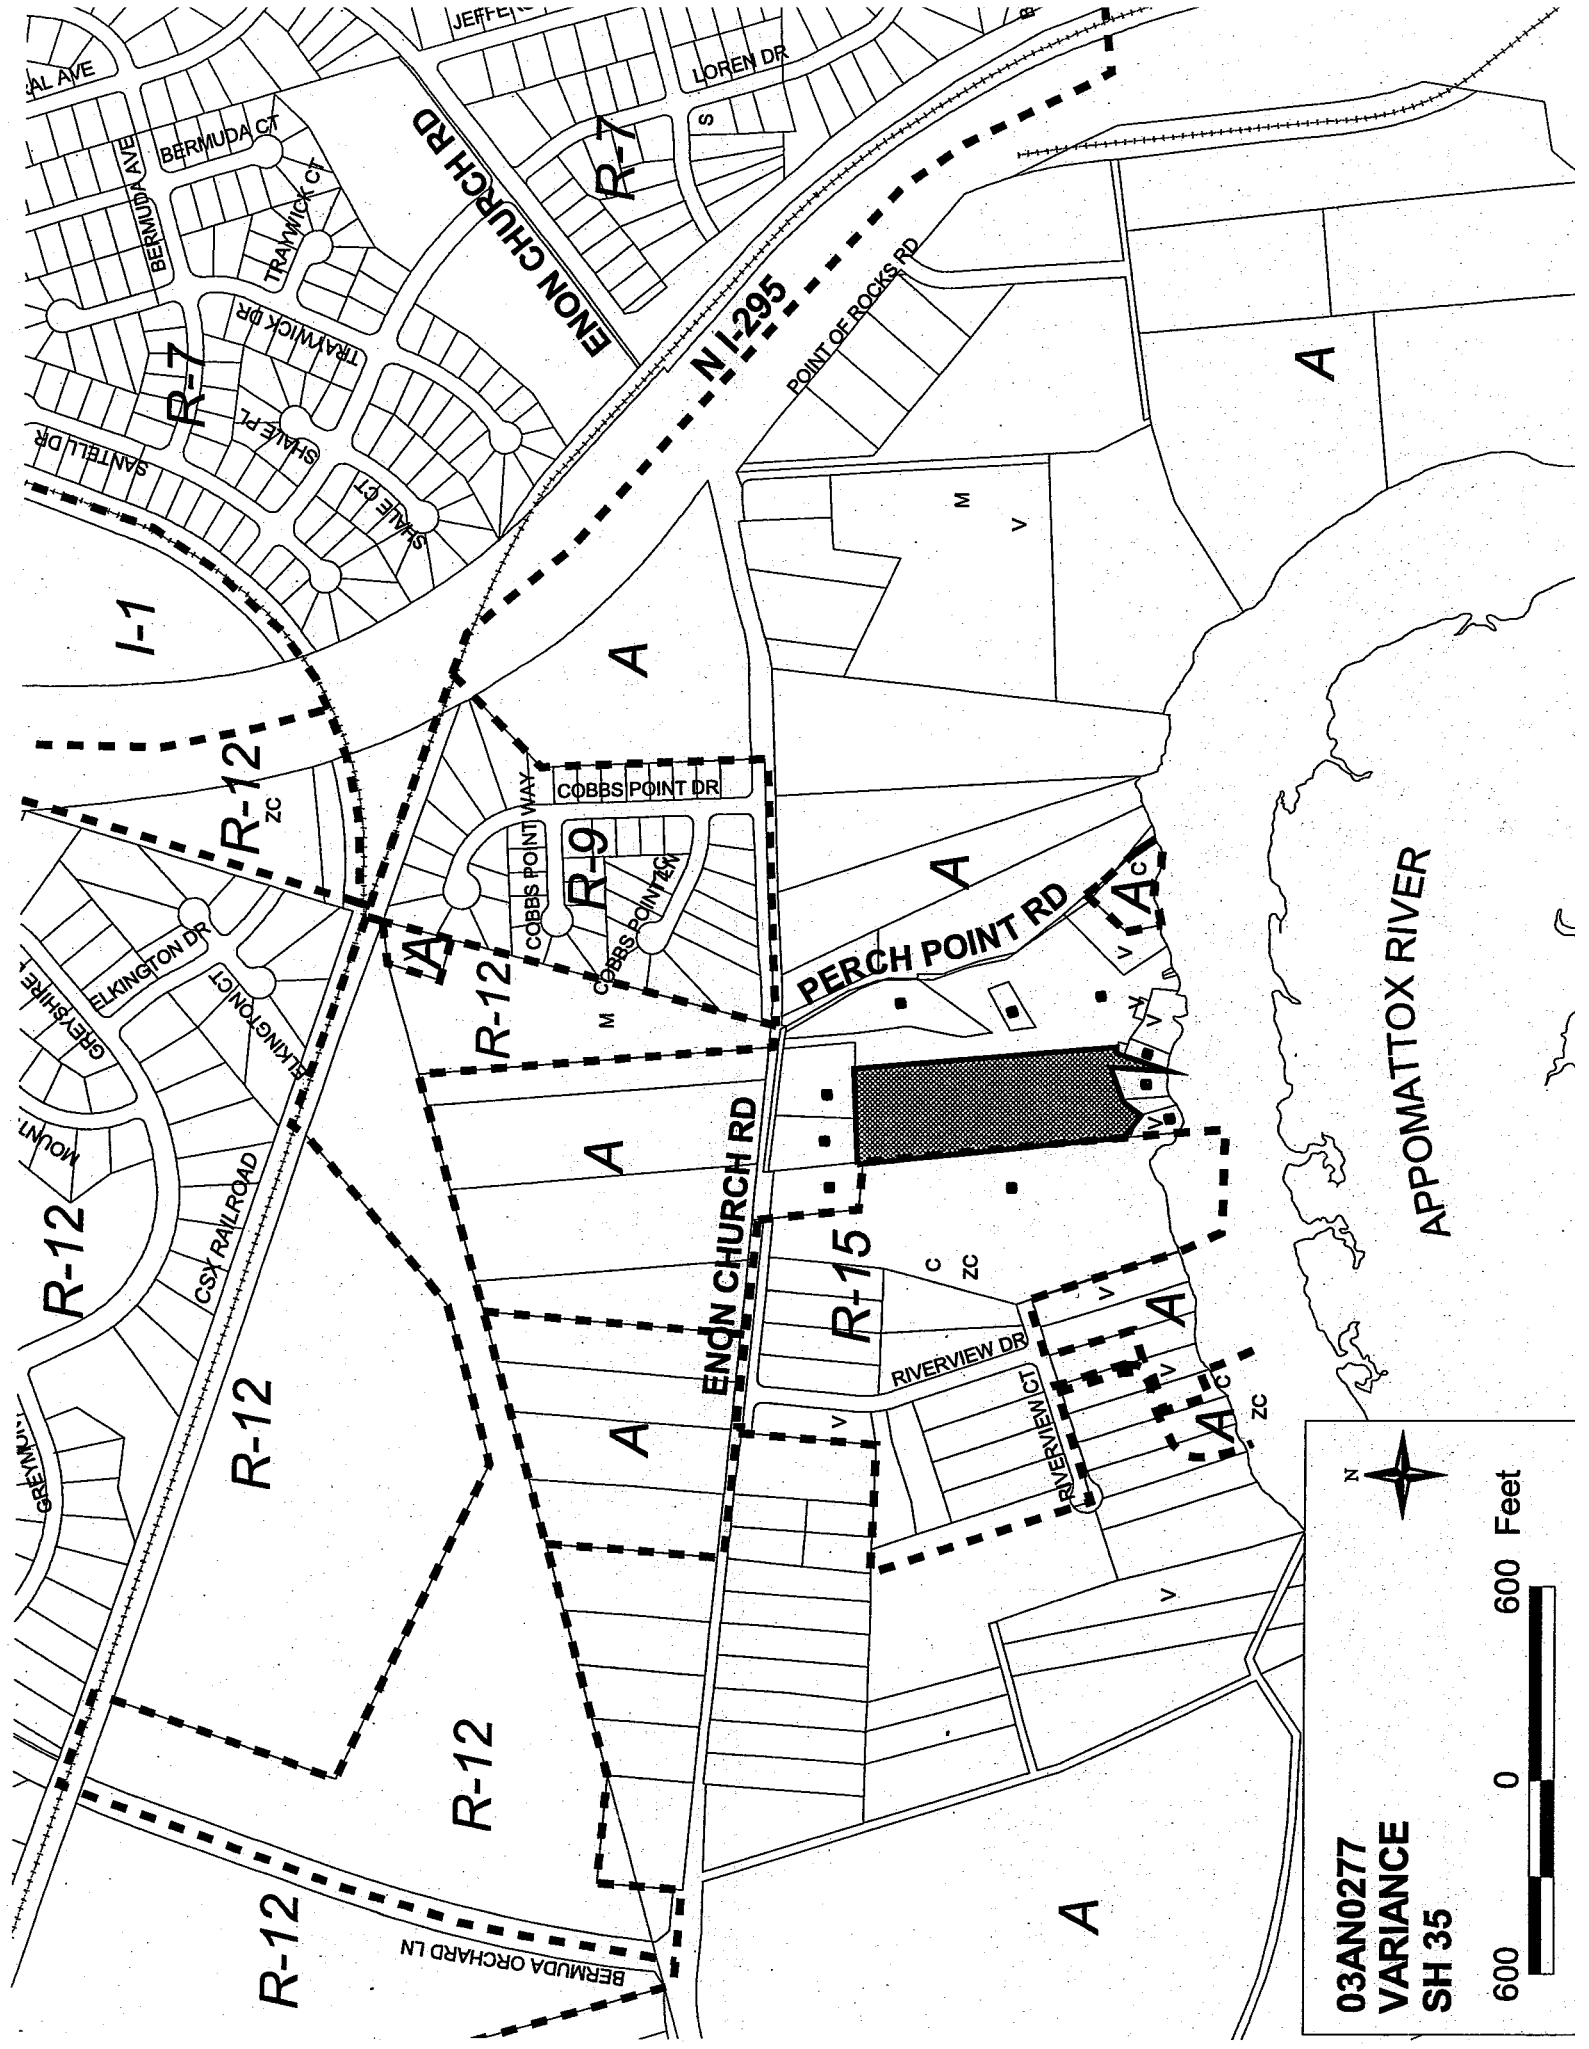 BERMUDA CT
BERMUDA AVE
TRAYWICK CT
TRAYWICK DR
R-7
SANTELL DR
SHALE PL
SHALE CT
LOREN DR
R-7
S
ENON CHURCH RD
N I-295
POINT OF ROCKS RD
A
M
V
I-1
R-12
ZC
A
COBBS POINT WAY
COBBS POINT DR
R-9
ZC
COBBS POINT LN
A
R-12
M
ELKINGTON DR
ELKINGTON CT
GREYSHIRE
MOUNT
R-12
CSX RAILROAD
A
PERCH POINT RD
A
A
C
V
V
V
V
APPOMATTOX RIVER
A
ENON CHURCH RD
R-15
C
ZC
RIVERVIEW DR
RIVERVIEW CT
V
A
V
A
C
ZC
V
A
R-12
V
R-12
BERMUDA ORCHARD LN
R-12
A
03AN0277
VARIANCE
SH 35
N
600 0 600 Feet